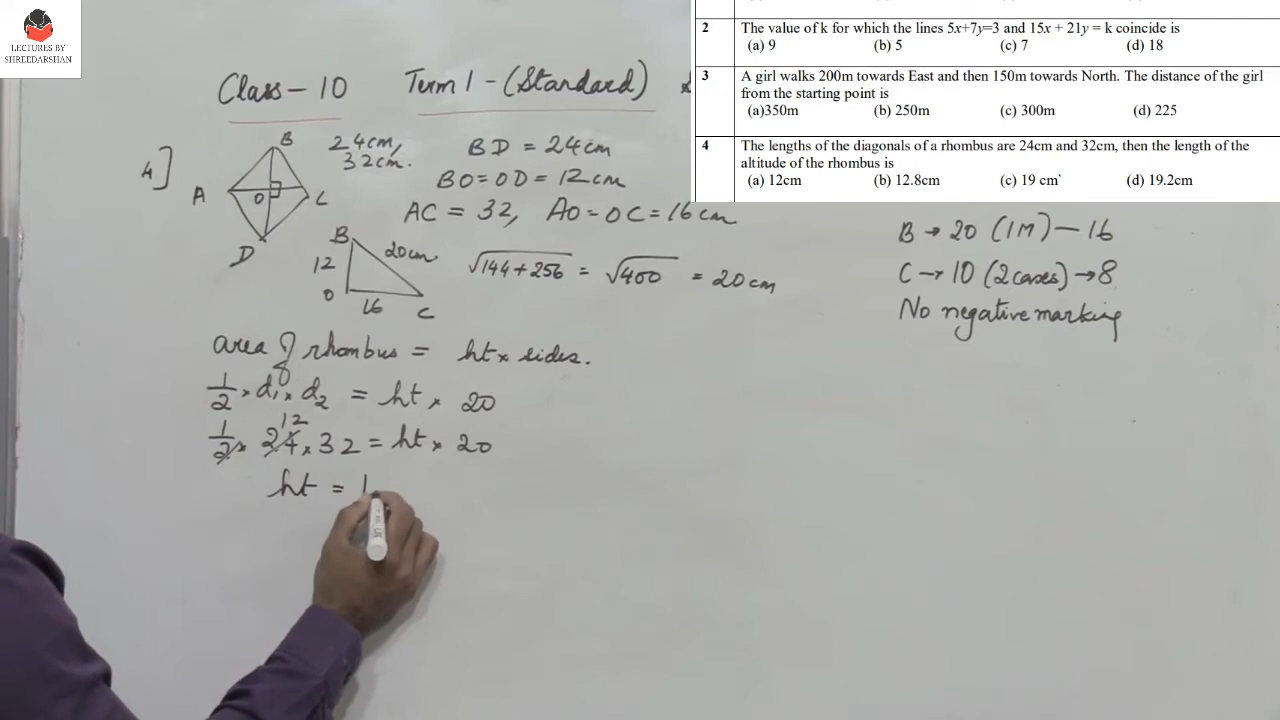 LECTURES BY
SHREEDARSHAN
2 The value of k for which the lines 5x+7y=3 and 15x + 21y = k coincide is
(a) 9 (b) 5 (c) 7 (d) 18
3 A girl walks 200m towards East and then 150m towards North. The distance of the girl
from the starting point is
(a)350m (b) 250m (c) 300m (d) 225
4 The lengths of the diagonals of a rhombus are 24cm and 32cm, then the length of the
altitude of the rhombus is
(a) 12cm (b) 12.8cm (c) 19 cm` (d) 19.2cm
Class - 10 Term 1 - (Standard)
4]
A B C D O
24cm,
32cm.
BD = 24cm
BO = OD = 12cm
AC = 32, AO = OC = 16cm
B
12 20cm
O 16 C
√144+256 = √400 = 20cm
area of rhombus = ht × sides.
1/2 × d1 × d2 = ht × 20
12
1/2 × 24 × 32 = ht × 20
ht = 1
B → 20 (1M) – 16
C → 10 (2 cases) → 8
No negative marking